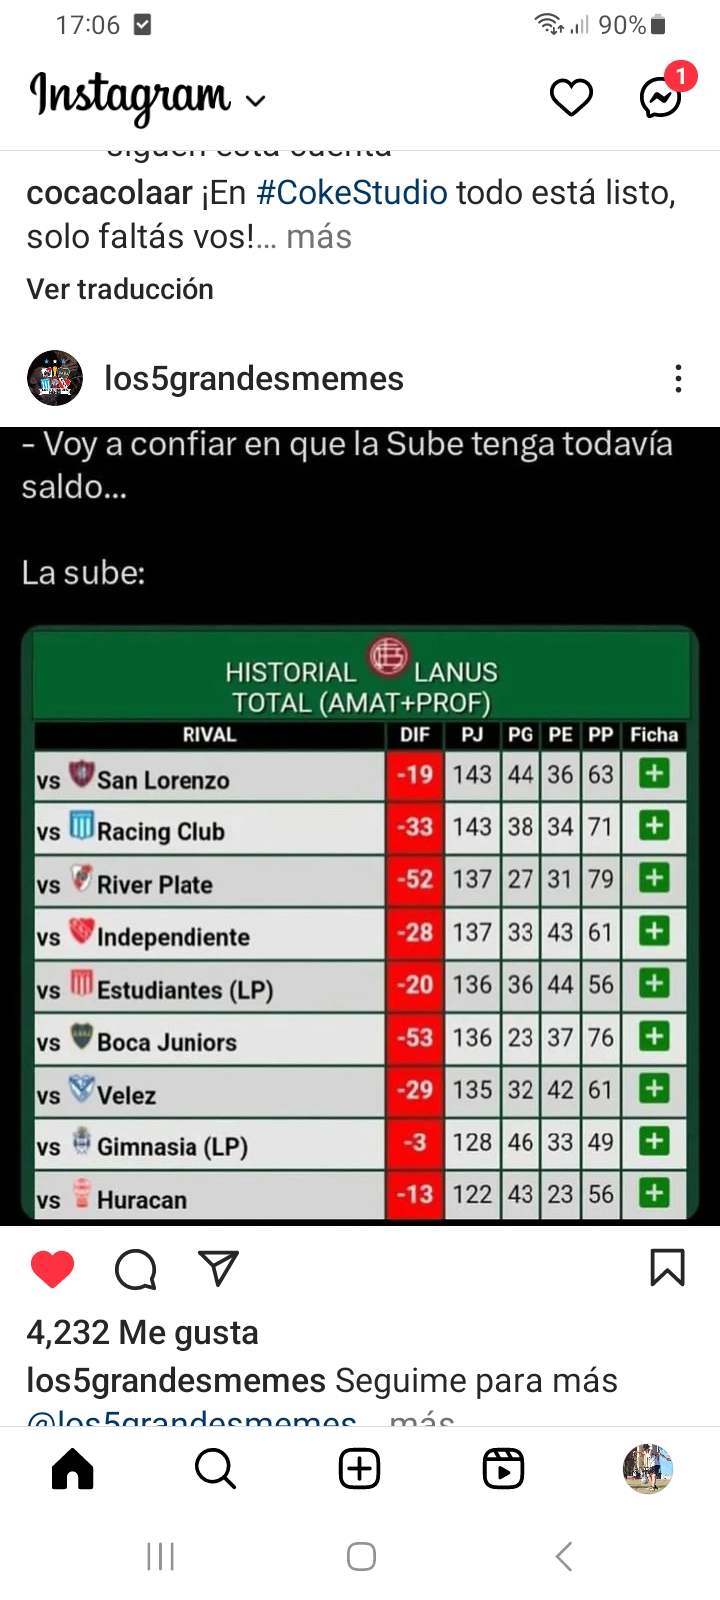 17:06
90%
Instagram
1
siguen esta cuenta
cocacolaar ¡En #CokeStudio todo está listo,
solo faltás vos!... más
Ver traducción
los5grandesmemes
- Voy a confiar en que la Sube tenga todavía
saldo...
La sube:
HISTORIAL LANUS
TOTAL (AMAT+PROF)
RIVAL DIF PJ PG PE PP Ficha
vs San Lorenzo -19 143 44 36 63
vs Racing Club -33 143 38 34 71
vs River Plate -52 137 27 31 79
vs Independiente -28 137 33 43 61
vs Estudiantes (LP) -20 136 36 44 56
vs Boca Juniors -53 136 23 37 76
vs Velez -29 135 32 42 61
vs Gimnasia (LP) -3 128 46 33 49
vs Huracan -13 122 43 23 56
4,232 Me gusta
los5grandesmemes Seguime para más
@los5grandesmemes... más